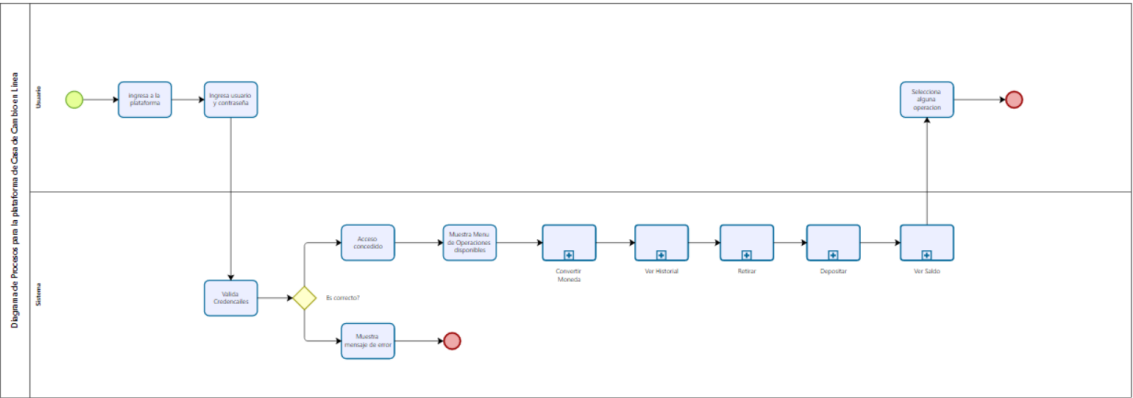 Diagrama de Procesos para la plataforma de Casa de Cambio en Linea
Usuario
Ingresa a la
plataforma
Ingresa usuario
y contraseña
Selecciona
alguna
operacion
Sistema
Valida
Credenciales
Es correcto?
Acceso
concedido
Muestra Menu
de Operaciones
disponibles
Convertir
Moneda
Ver Historial
Retirar
Depositar
Ver Saldo
Muestra
mensaje de error